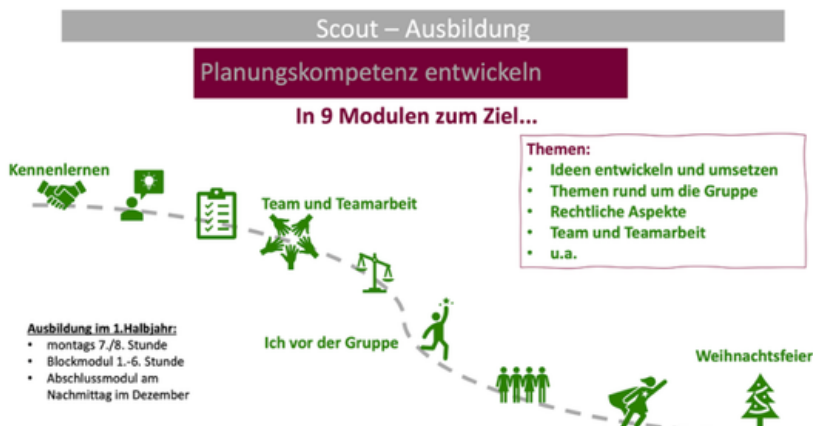 Scout – Ausbildung
Planungskompetenz entwickeln
In 9 Modulen zum Ziel...
Kennenlernen
Team und Teamarbeit
Themen:
• Ideen entwickeln und umsetzen
• Themen rund um die Gruppe
• Rechtliche Aspekte
• Team und Teamarbeit
• u.a.
Ausbildung im 1.Halbjahr:
• montags 7./8. Stunde
• Blockmodul 1.-6. Stunde
• Abschlussmodul am
Nachmittag im Dezember
Ich vor der Gruppe
Weihnachtsfeier